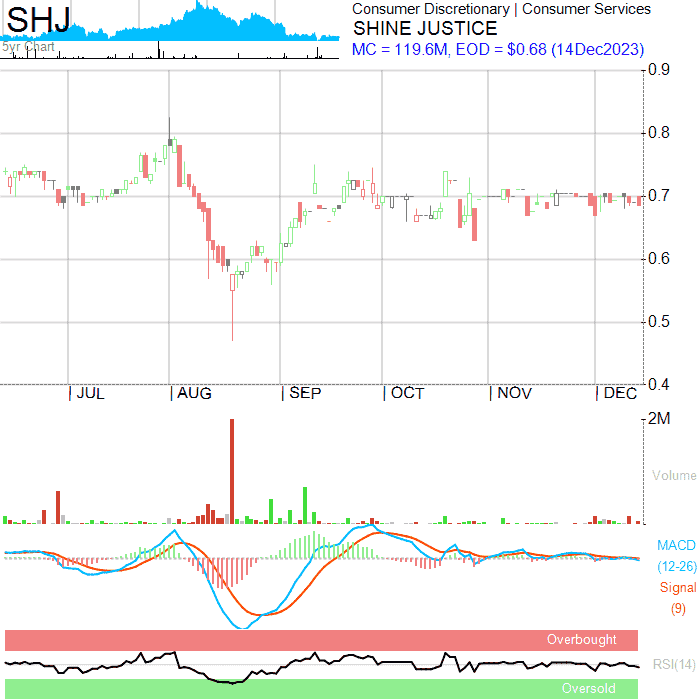 SHJ
5yr Chart
Consumer Discretionary | Consumer Services
SHINE JUSTICE
MC = 119.6M, EOD = $0.68 (14Dec2023)
0.9
0.8
0.7
0.6
0.5
0.4
JUL
AUG
SEP
OCT
NOV
DEC
2M
Volume
MACD
(12-26)
Signal
(9)
Overbought
RSI(14)
Oversold